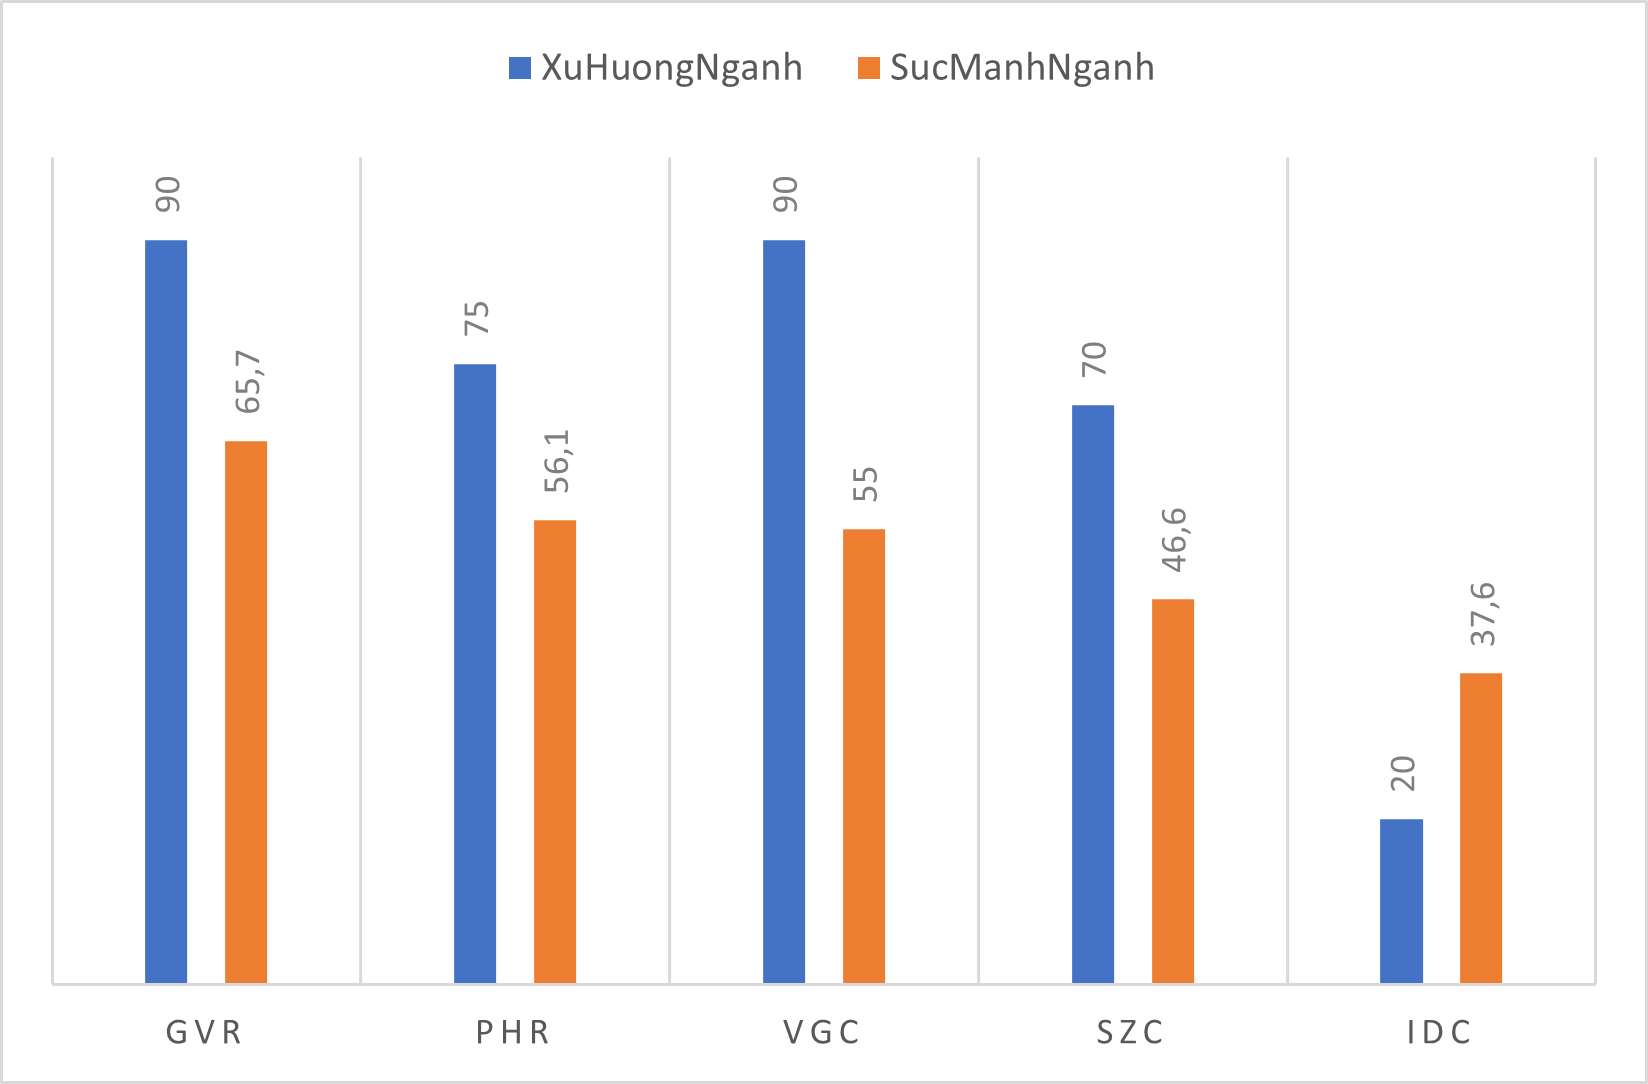 XuHuongNganh SucManhNganh
90 65,7 75 56,1 90 55 70 46,6 20 37,6
GVR PHR VGC SZC IDC